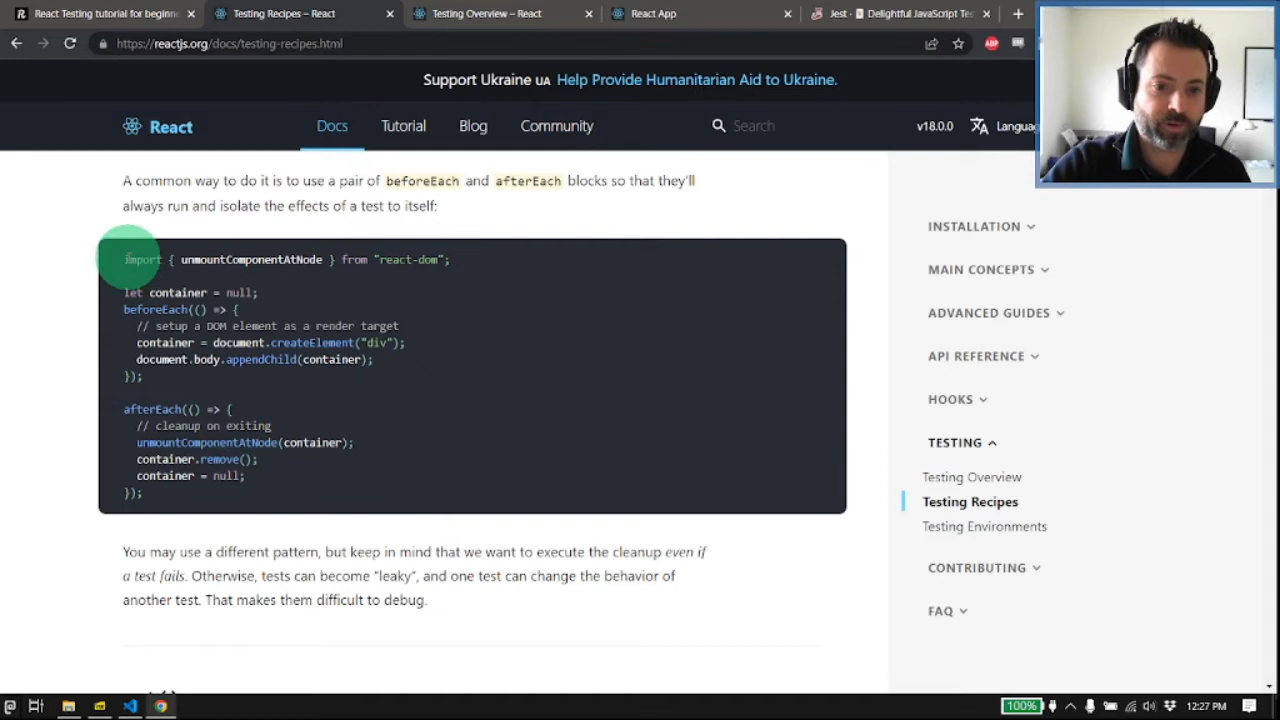 React Testing tutorial for beginn
Testing Recipes – React
Testing Overview – React
React App
Jest · Delightful JavaScript Tes
https://reactjs.org/docs/testing-recipes.html
ABP
Support Ukraine UA Help Provide Humanitarian Aid to Ukraine.
React
Docs
Tutorial
Blog
Community
Search
v18.0.0
Langua
A common way to do it is to use a pair of beforeEach and afterEach blocks so that they'll
always run and isolate the effects of a test to itself:
import { unmountComponentAtNode } from "react-dom";
let container = null;
beforeEach(() => {
// setup a DOM element as a render target
container = document.createElement("div");
document.body.appendChild(container);
});
afterEach(() => {
// cleanup on exiting
unmountComponentAtNode(container);
container.remove();
container = null;
});
You may use a different pattern, but keep in mind that we want to execute the cleanup even if
a test fails. Otherwise, tests can become "leaky", and one test can change the behavior of
another test. That makes them difficult to debug.
INSTALLATION
MAIN CONCEPTS
ADVANCED GUIDES
API REFERENCE
HOOKS
TESTING
Testing Overview
Testing Recipes
Testing Environments
CONTRIBUTING
FAQ
100%
12:27 PM